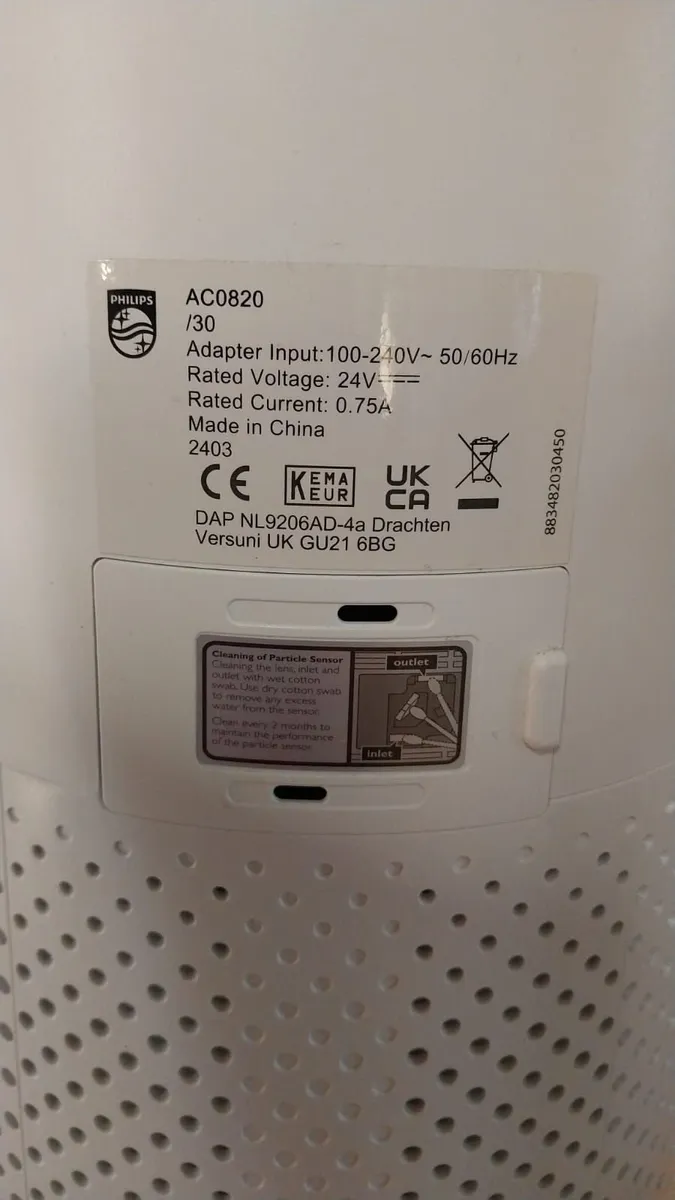 PHILIPS
AC0820
/30
Adapter Input:100-240V~ 50/60Hz
Rated Voltage: 24V⎓
Rated Current: 0.75A
Made in China
2403
CE
KEMA
EUR
UK
CA
DAP NL9206AD-4a Drachten
Versuni UK GU21 6BG
883482030450
Cleaning of Particle Sensor
Cleaning the lens, inlet and
outlet with wet cotton
swab. Use dry cotton swab
to remove any excess
water from the sensor.
Clean every 2 months to
maintain the performance
of the particle sensor.
outlet
inlet